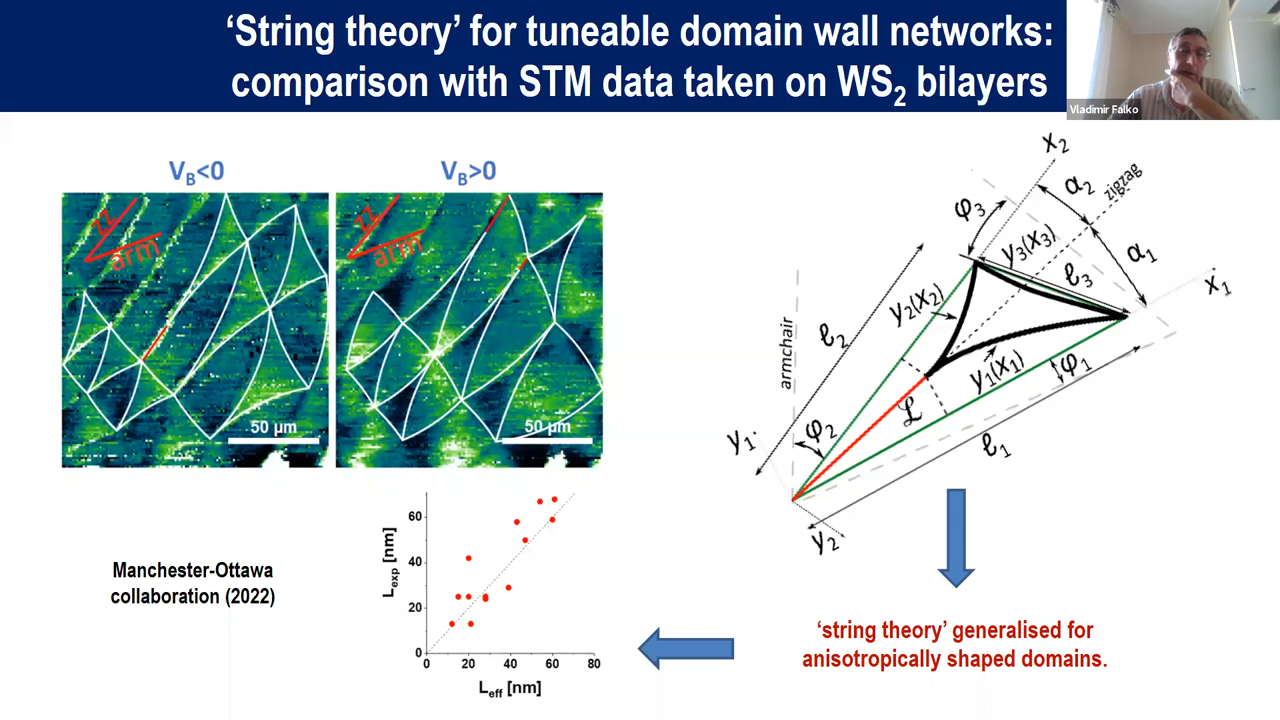 ‘String theory’ for tuneable domain wall networks:
comparison with STM data taken on WS₂ bilayers
Vladimir Falko
V_B<0
V_B>0
zz
arm
50 µm
zz
arm
50 µm
x₂
α₂
zigzag
φ₃
y₃(x₃)
α₁
ℓ₃
x₁
y₂(x₂)
ℓ₂
armchair
y₁(x₁)
φ₁
ℒ
φ₂
y₁
ℓ₁
y₂
L_exp [nm]
60
40
20
0
0 20 40 60 80
L_eff [nm]
Manchester-Ottawa
collaboration (2022)
‘string theory’ generalised for
anisotropically shaped domains.